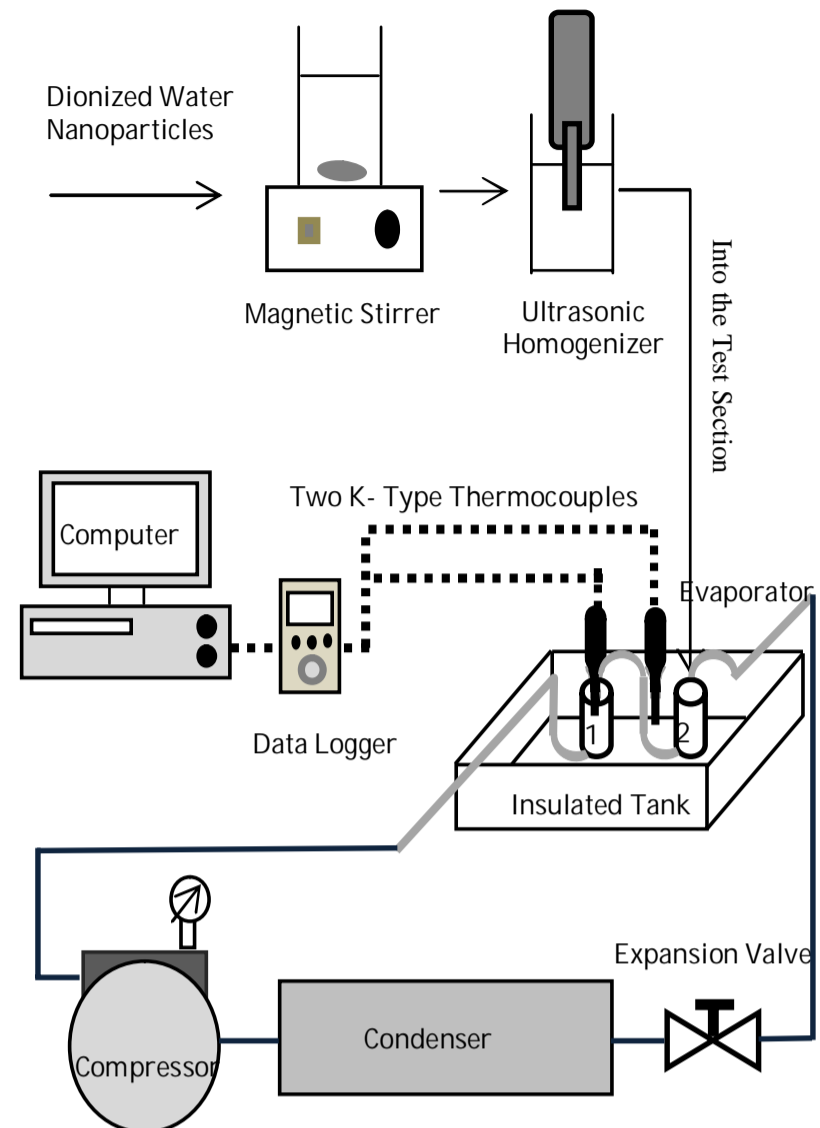 Dionized Water
Nanoparticles
Magnetic Stirrer
Ultrasonic
Homogenizer
Into the Test Section
Two K- Type Thermocouples
Computer
Evaporator
Data Logger
1
2
Insulated Tank
Expansion Valve
Condenser
Compressor